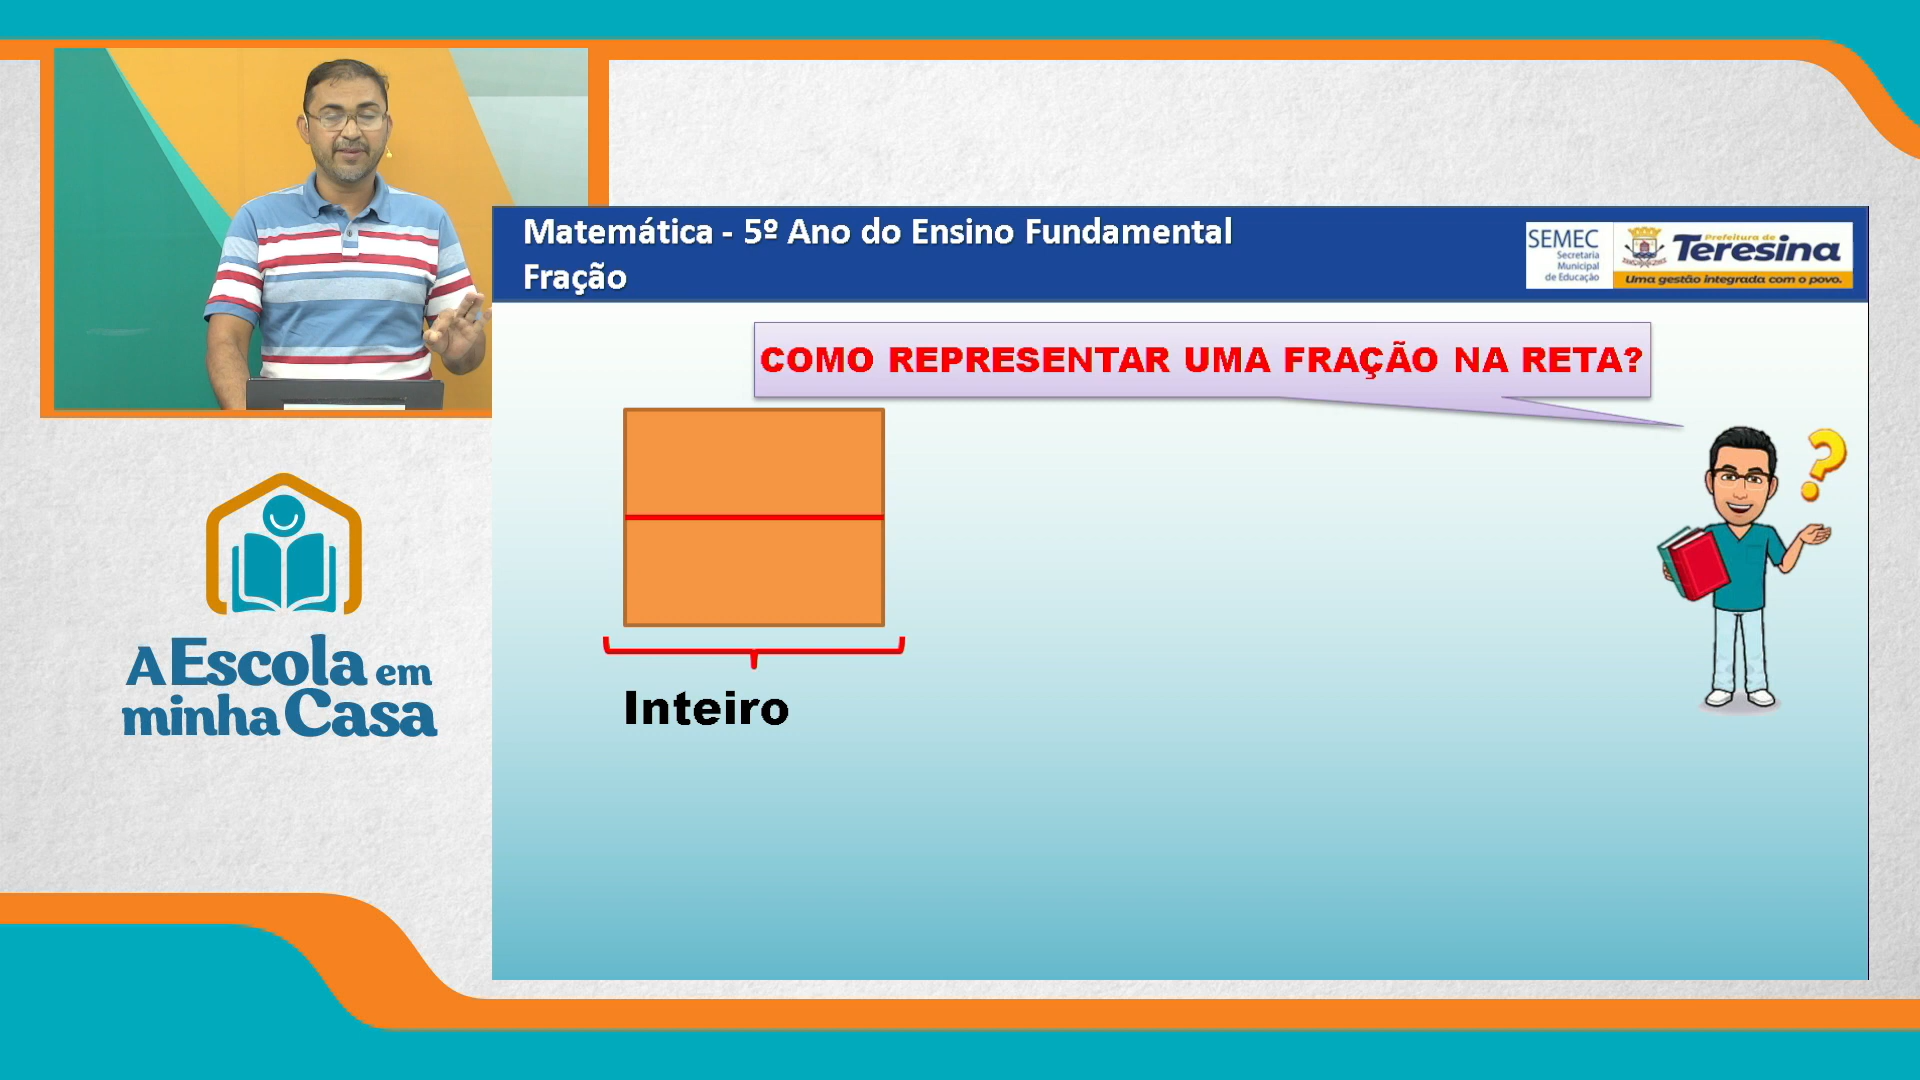 Matemática - 5º Ano do Ensino Fundamental
Fração
SEMEC
Secretaria
Municipal
de Educação
Prefeitura de
Teresina
Uma gestão integrada com o povo.
COMO REPRESENTAR UMA FRAÇÃO NA RETA?
Inteiro
A Escola em
minha Casa